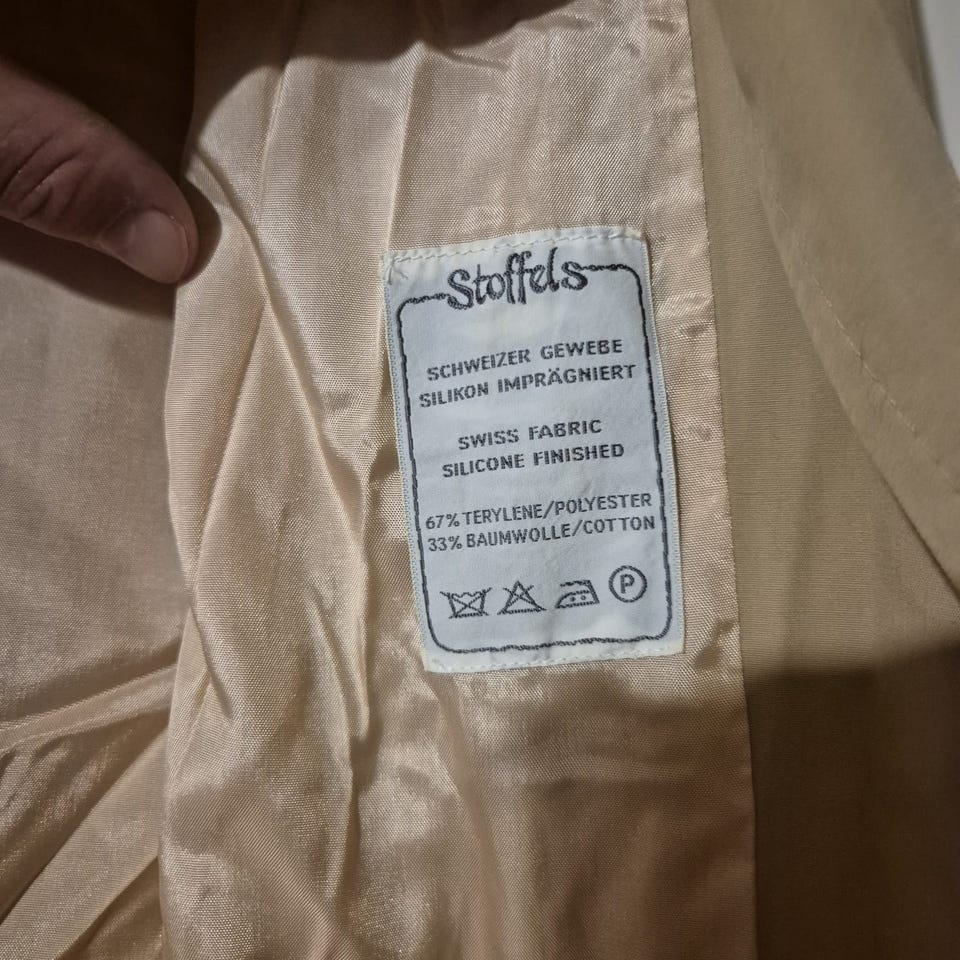 Stoffels
SCHWEIZER GEWEBE
SILIKON IMPRÄGNIERT
SWISS FABRIC
SILICONE FINISHED
67% TERYLENE/POLYESTER
33% BAUMWOLLE/COTTON
P